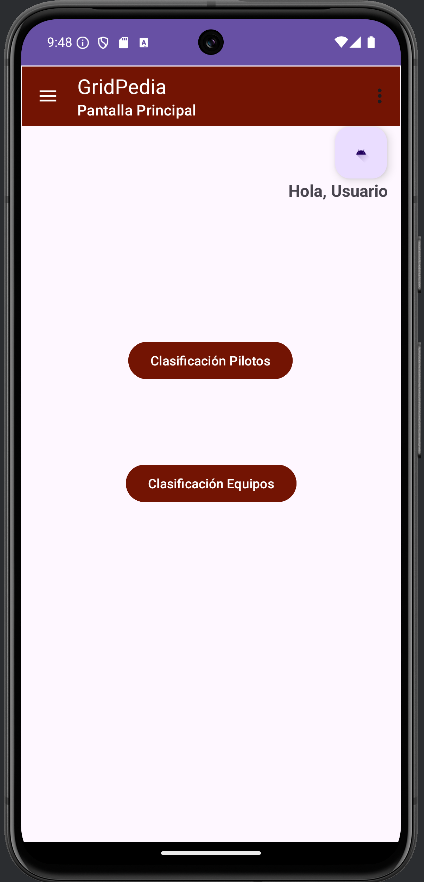 9:48
GridPedia
Pantalla Principal
Hola, Usuario
Clasificación Pilotos
Clasificación Equipos